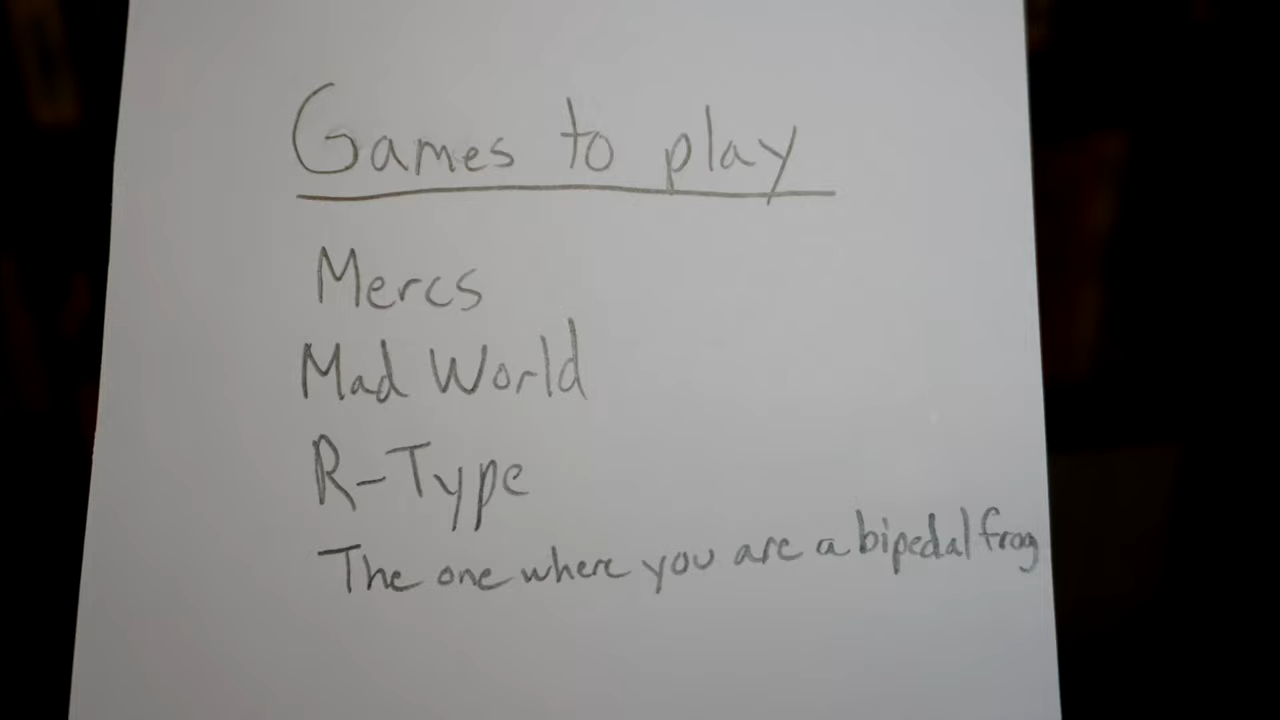 Games to play
Mercs
Mad World
R-Type
The one where you are a bipedal frog